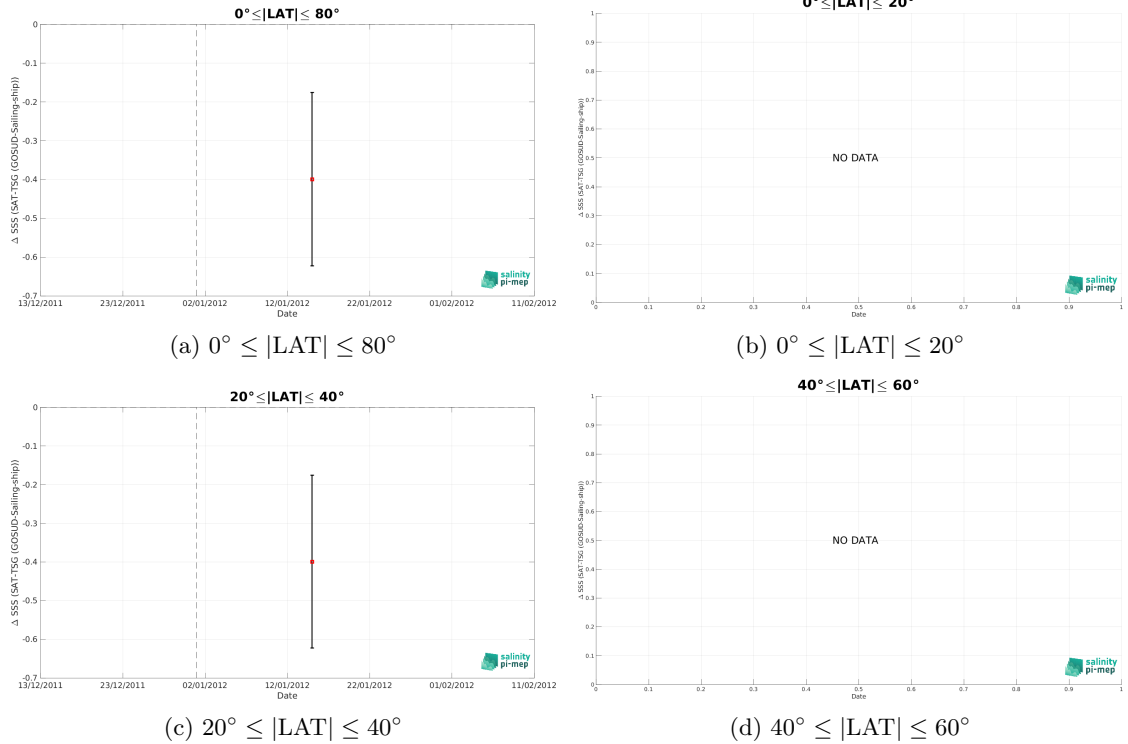 0°≤|LAT|≤ 80°
Δ SSS (SAT-TSG (GOSUD-Sailing-ship))
0
-0.1
-0.2
-0.3
-0.4
-0.5
-0.6
-0.7
13/12/2011 23/12/2011 02/01/2012 12/01/2012 22/01/2012 01/02/2012 11/02/2012
Date
salinity
pi-mep
(a) 0° ≤ |LAT| ≤ 80°
0°≤|LAT|≤ 20°
Δ SSS (SAT-TSG (GOSUD-Sailing-ship))
1
0.9
0.8
0.7
0.6
0.5
0.4
0.3
0.2
0.1
0
NO DATA
0 0.1 0.2 0.3 0.4 0.5 0.6 0.7 0.8 0.9 1
Date
salinity
pi-mep
(b) 0° ≤ |LAT| ≤ 20°
20°≤|LAT|≤ 40°
Δ SSS (SAT-TSG (GOSUD-Sailing-ship))
0
-0.1
-0.2
-0.3
-0.4
-0.5
-0.6
-0.7
13/12/2011 23/12/2011 02/01/2012 12/01/2012 22/01/2012 01/02/2012 11/02/2012
Date
salinity
pi-mep
(c) 20° ≤ |LAT| ≤ 40°
40°≤|LAT|≤ 60°
Δ SSS (SAT-TSG (GOSUD-Sailing-ship))
1
0.9
0.8
0.7
0.6
0.5
0.4
0.3
0.2
0.1
0
NO DATA
0 0.1 0.2 0.3 0.4 0.5 0.6 0.7 0.8 0.9 1
Date
salinity
pi-mep
(d) 40° ≤ |LAT| ≤ 60°